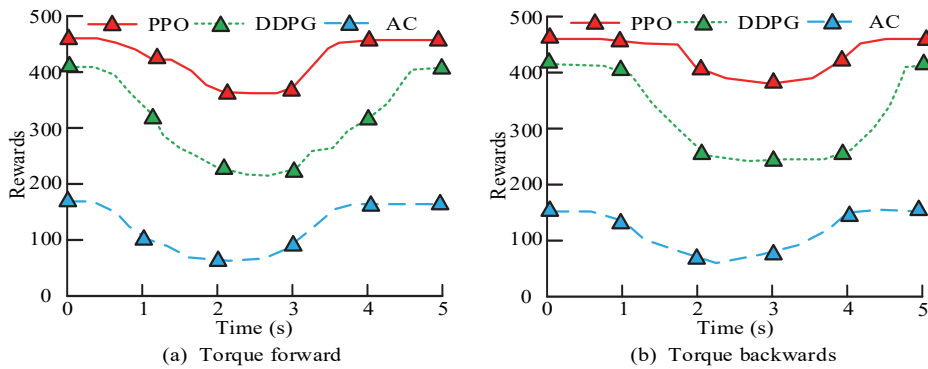 PPO DDPG AC
500
400
300
200
100
0
Rewards
0 1 2 3 4 5
Time (s)
(a) Torque forward
PPO DDPG AC
500
400
300
200
100
0
Rewards
0 1 2 3 4 5
Time (s)
(b) Torque backwards